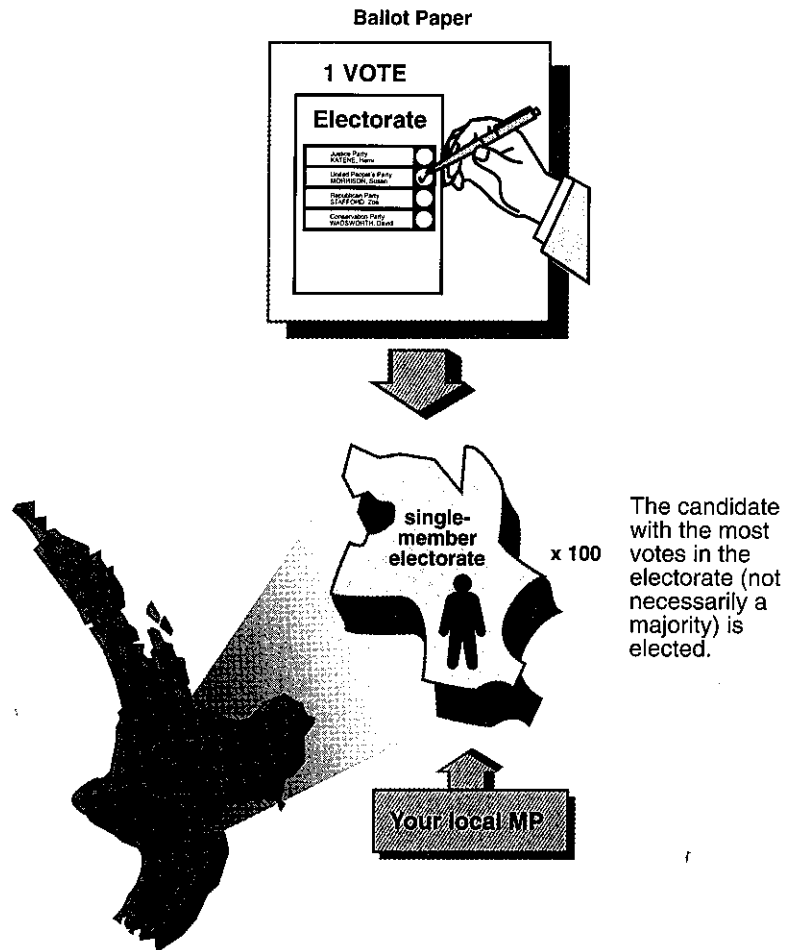 Ballot Paper
1 VOTE
Electorate
Justice Party
KATENE, Hemi
United People's Party
MORRISON, Susan
Republican Party
STAFFORD, Zoe
Conservation Party
WADSWORTH, David
single-
member
electorate
x 100
The candidate
with the most
votes in the
electorate (not
necessarily a
majority) is
elected.
Your local MP